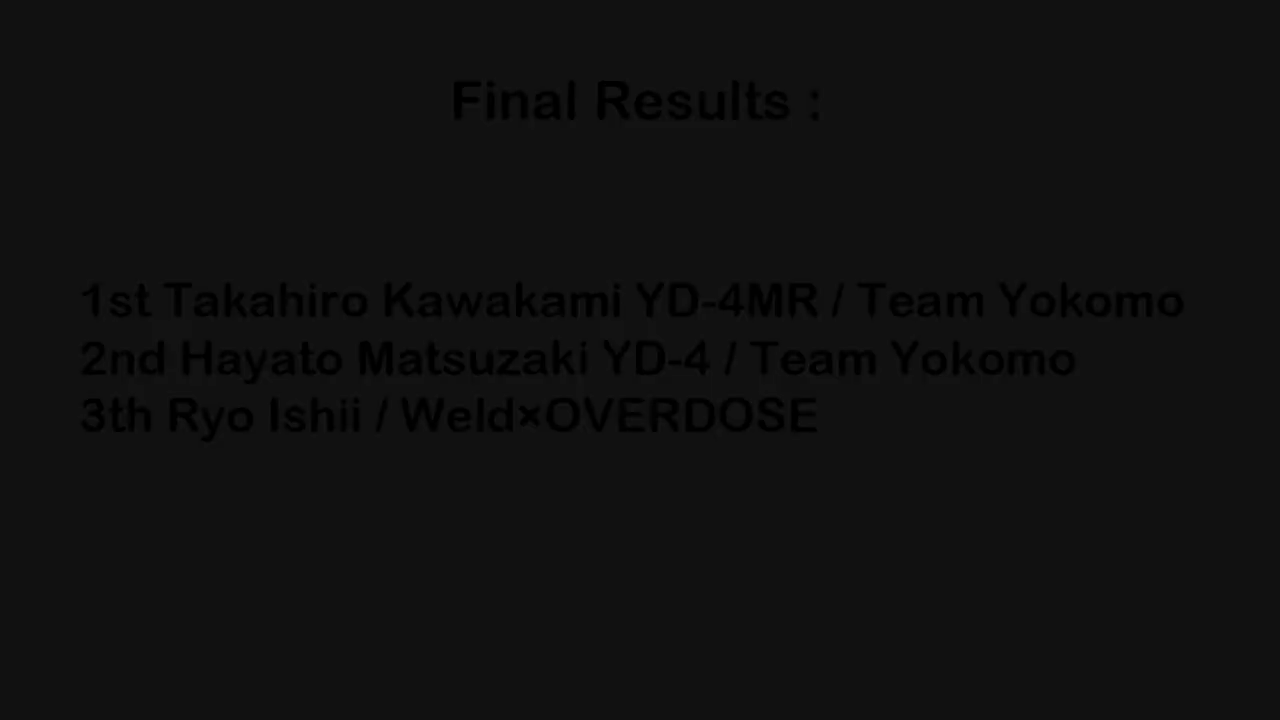 Final Results :
1st Takahiro Kawakami YD-4MR / Team Yokomo
2nd Hayato Matsuzaki YD-4 / Team Yokomo
3th Ryo Ishii / Weld×OVERDOSE